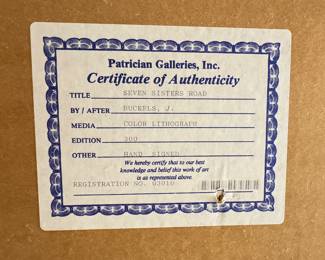 Patrician Galleries, Inc.
Certificate of Authenticity
TITLE SEVEN SISTERS ROAD
BY / AFTER BUCKELS, J.
MEDIA COLOR LITHOGRAPH
EDITION 300
OTHER HAND SIGNED
We hereby certify that to our best
knowledge and belief this work of art
is as represented above.
REGISTRATION NO. G3010